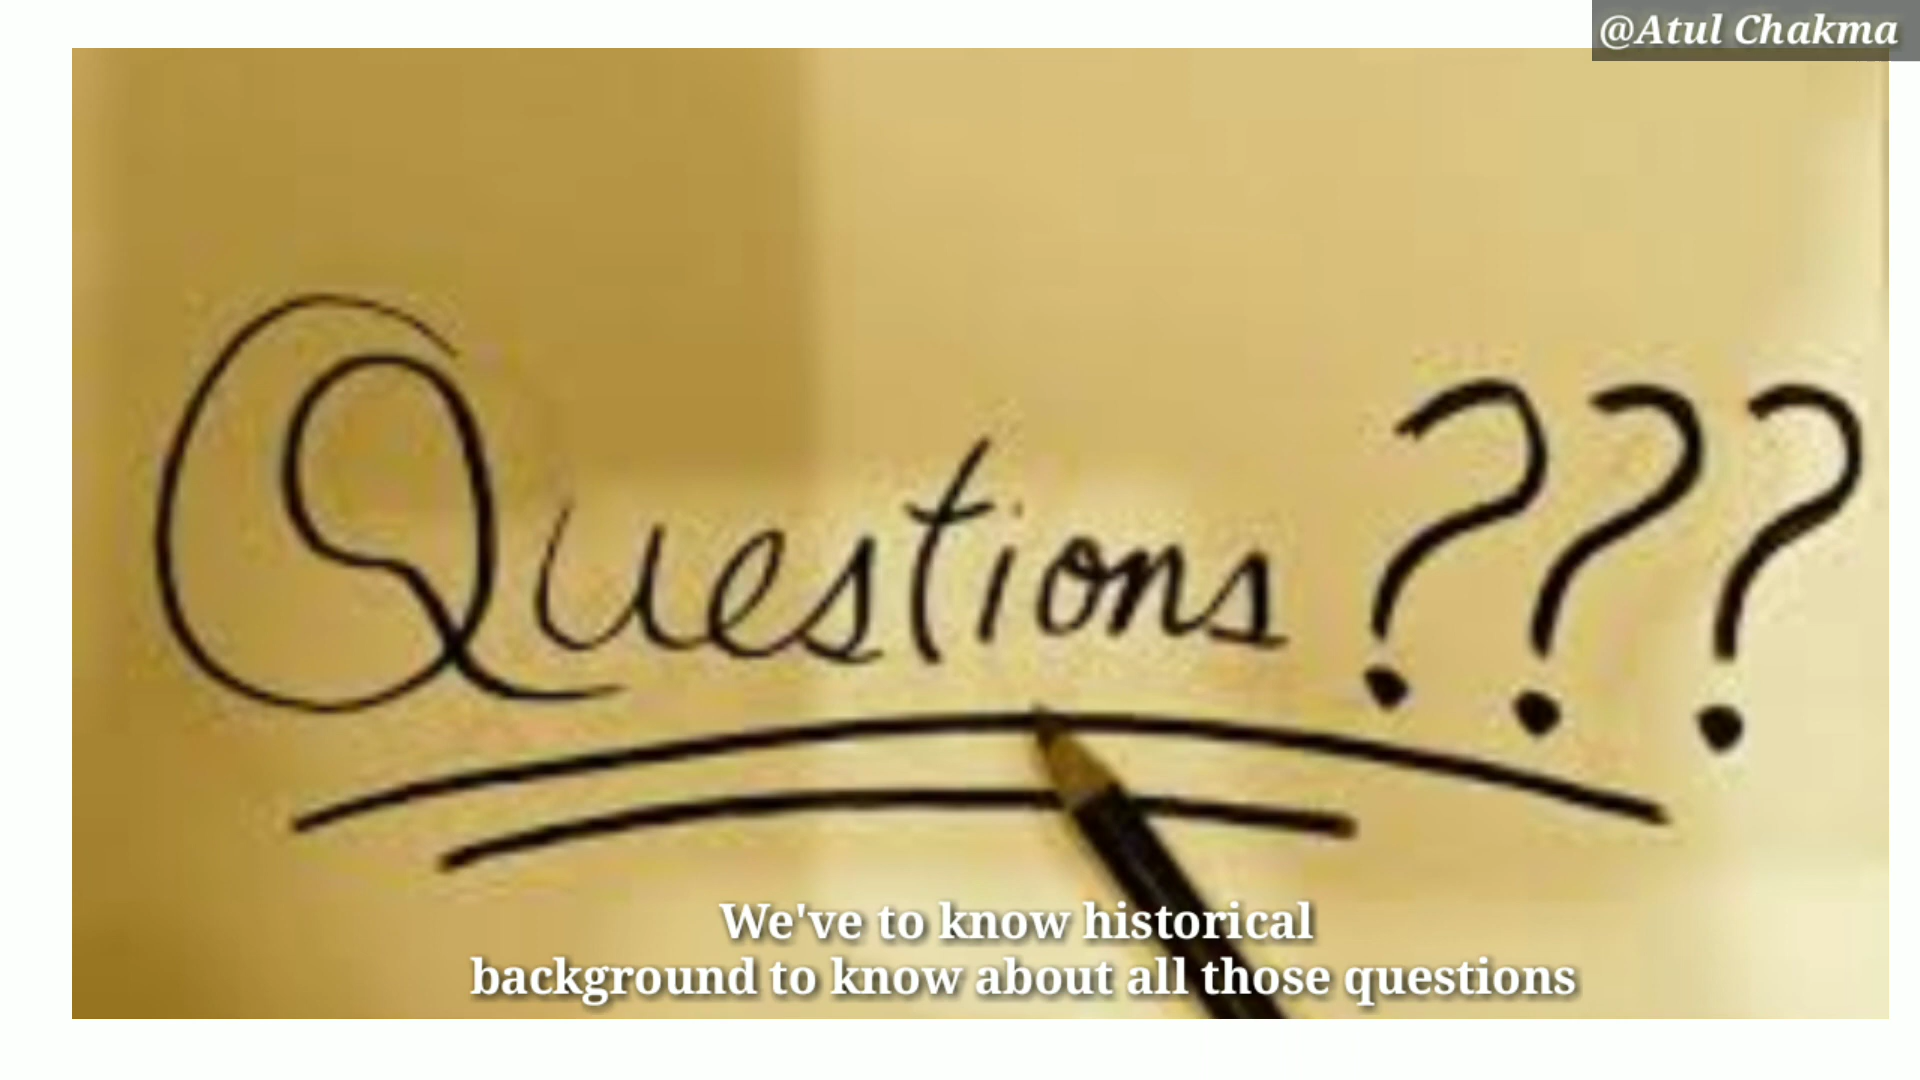 @Atul Chakma
Questions ???
We've to know historical
background to know about all those questions